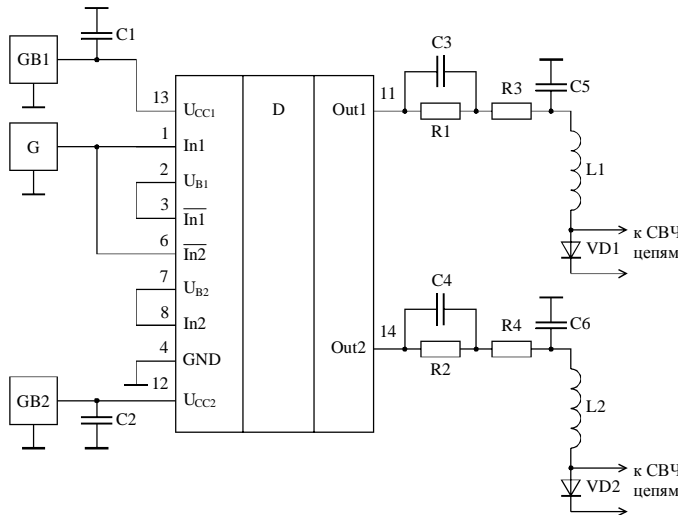 C1
GB1
13
U_CC1
D
Out1
11
C3
R1
R3
C5
L1
VD1
к СВЧ
цепям
G
1
In1
2
U_B1
3
In1
6
In2
7
U_B2
8
In2
4
GND
12
U_CC2
GB2
C2
Out2
14
C4
R2
R4
C6
L2
VD2
к СВЧ
цепям